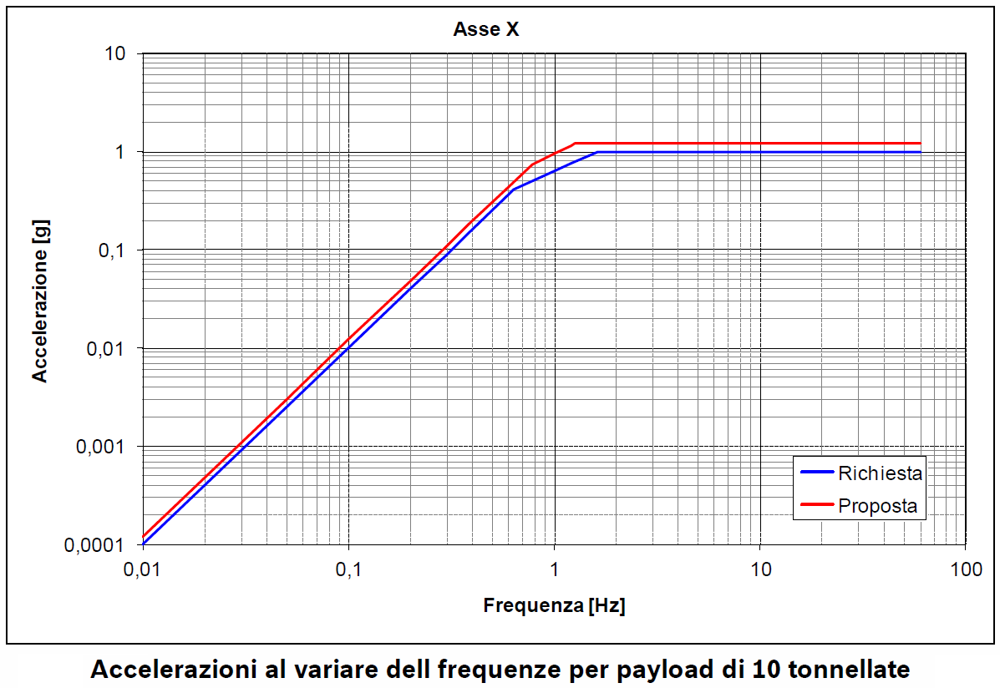 Asse X
10
1
0,1
0,01
0,001
0,0001
0,01 0,1 1 10 100
Accelerazione [g]
Frequenza [Hz]
Richiesta
Proposta
Accelerazioni al variare dell frequenze per payload di 10 tonnellate